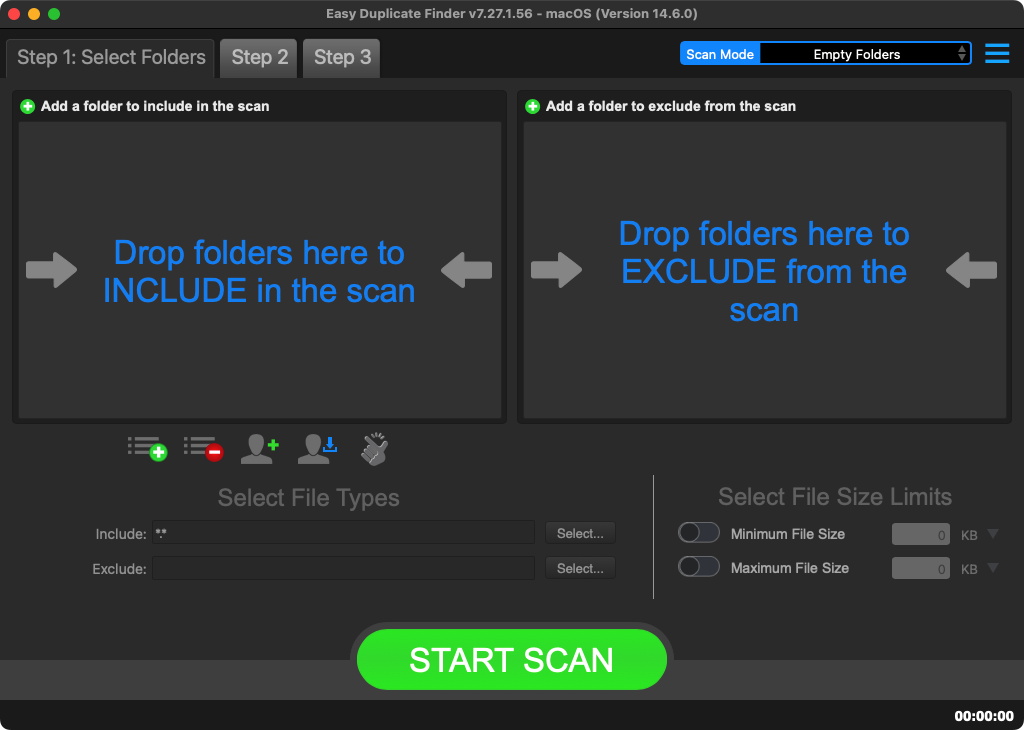 Easy Duplicate Finder v7.27.1.56 - macOS (Version 14.6.0)
Step 1: Select Folders
Step 2
Step 3
Scan Mode
Empty Folders
Add a folder to include in the scan
Add a folder to exclude from the scan
Drop folders here to
INCLUDE in the scan
Drop folders here to
EXCLUDE from the
scan
Select File Types
Include:
*.*
Select...
Exclude:
Select...
Select File Size Limits
Minimum File Size
0
KB
Maximum File Size
0
KB
START SCAN
00:00:00